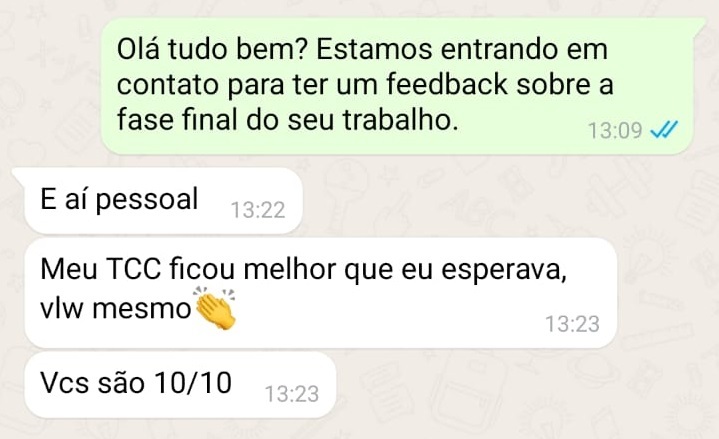 Olá tudo bem? Estamos entrando em
contato para ter um feedback sobre a
fase final do seu trabalho.
13:09
E aí pessoal
13:22
Meu TCC ficou melhor que eu esperava,
vlw mesmo👏
13:23
Vcs são 10/10
13:23